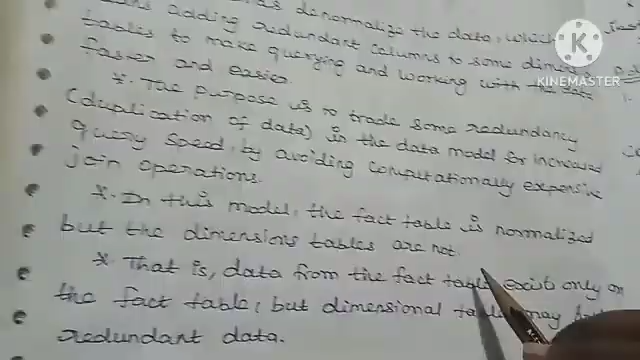 denormalize the data, which
adding redundant columns to some dimen
tables to make querying and working with the data
faster and easier.
*. The purpose is to trade some redundancy
(duplication of data) in the data model for increased
query speed, by avoiding computationally expensive
join operations.
*. In this model, the fact table is normalized
but the dimensions tables are not.
*. That is, data from the fact table exists only on
the fact table, but dimensional table may
redundant data.
KINEMASTER